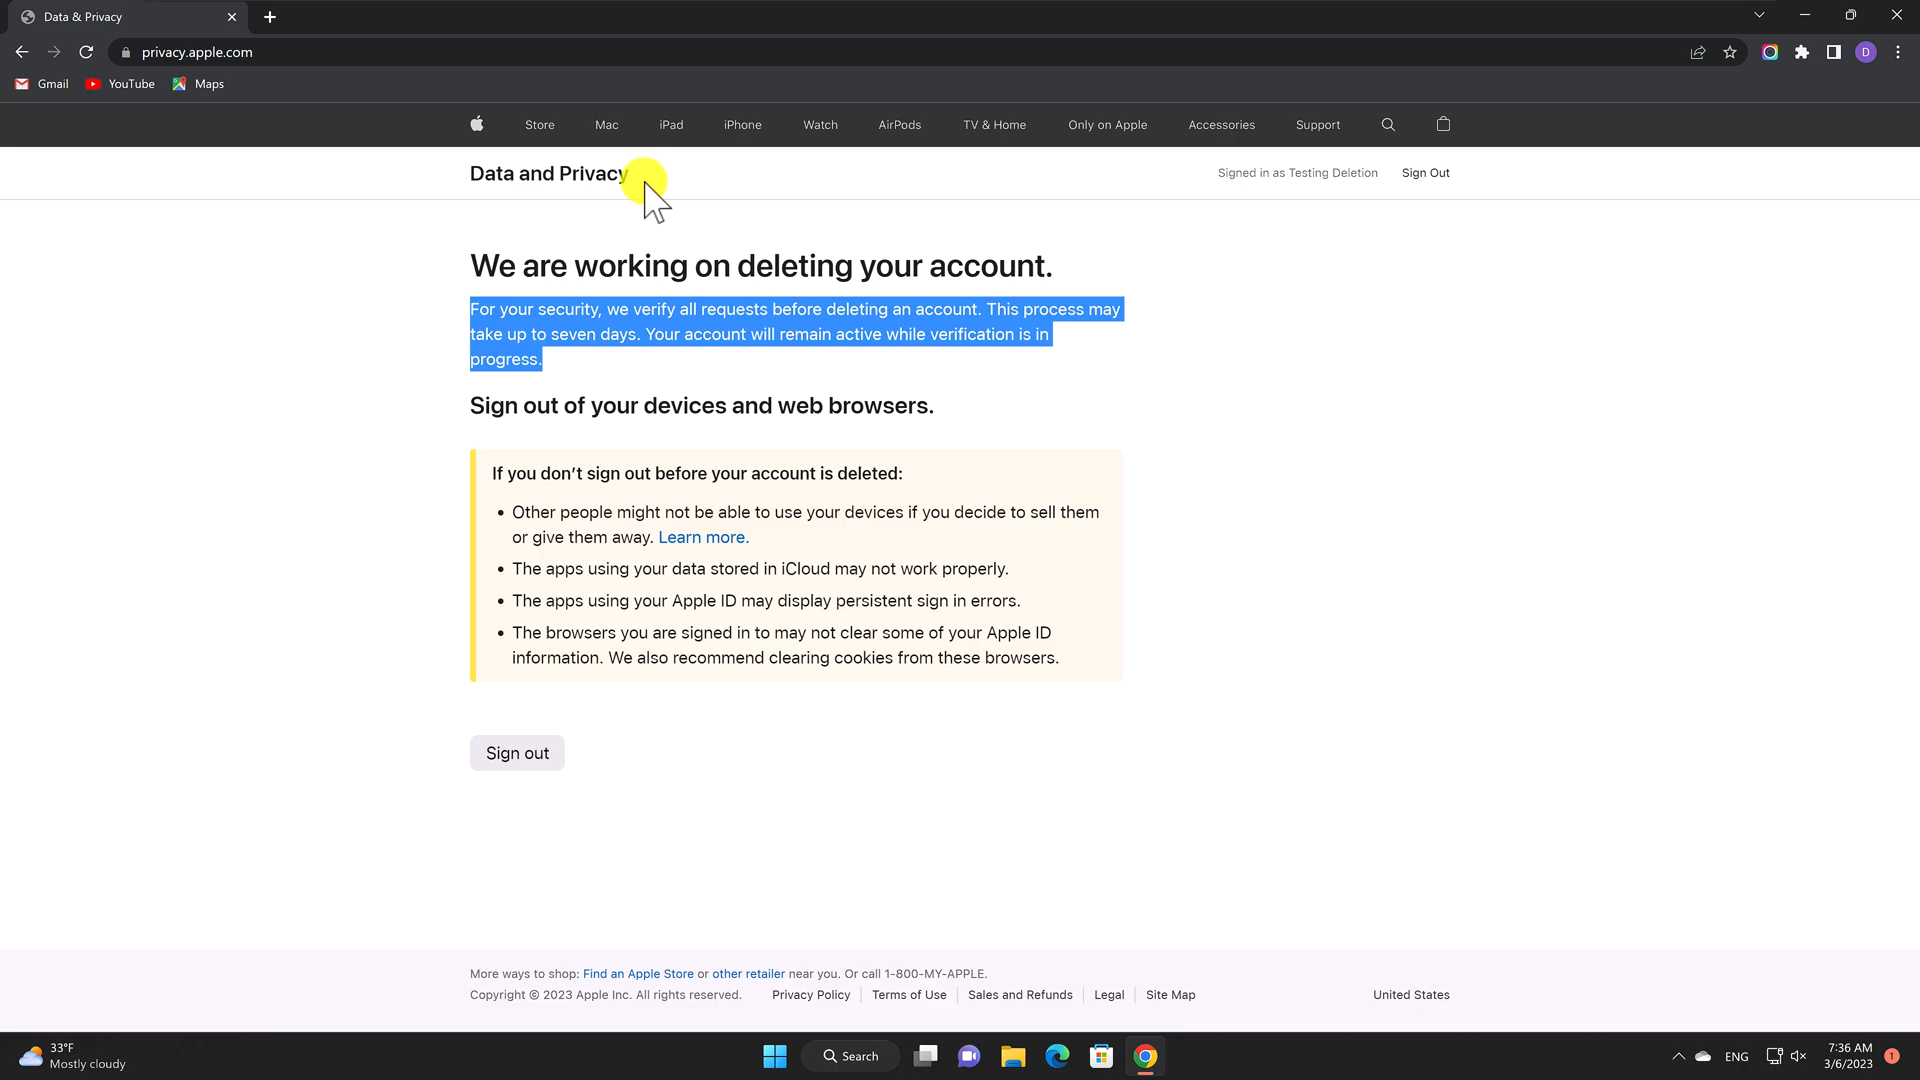 Data & Privacy
privacy.apple.com
D
Gmail YouTube Maps
Store Mac iPad iPhone Watch AirPods TV & Home Only on Apple Accessories Support
Data and Privacy
Signed in as Testing Deletion Sign Out
We are working on deleting your account.
For your security, we verify all requests before deleting an account. This process may
take up to seven days. Your account will remain active while verification is in
progress.
Sign out of your devices and web browsers.
If you don’t sign out before your account is deleted:
• Other people might not be able to use your devices if you decide to sell them
or give them away. Learn more.
• The apps using your data stored in iCloud may not work properly.
• The apps using your Apple ID may display persistent sign in errors.
• The browsers you are signed in to may not clear some of your Apple ID
information. We also recommend clearing cookies from these browsers.
Sign out
More ways to shop: Find an Apple Store or other retailer near you. Or call 1-800-MY-APPLE.
Copyright © 2023 Apple Inc. All rights reserved. Privacy Policy Terms of Use Sales and Refunds Legal Site Map United States
33°F
Mostly cloudy
Search
ENG
7:36 AM
3/6/2023
1